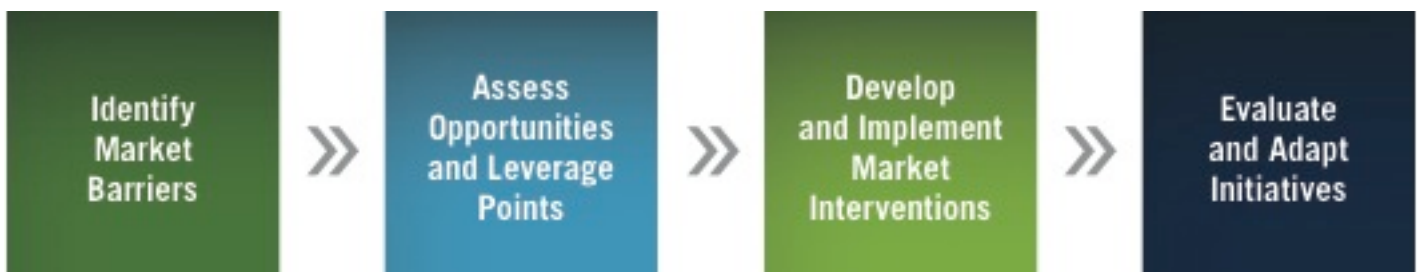 Identify
Market
Barriers
Assess
Opportunities
and Leverage
Points
Develop
and Implement
Market
Interventions
Evaluate
and Adapt
Initiatives